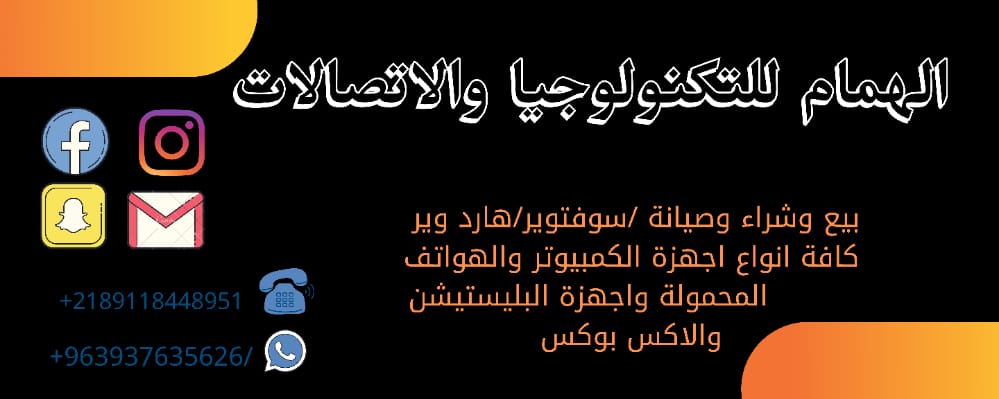 الهمام للتكنولوجيا والاتصالات
بيع وشراء وصيانة /سوفتوير/هارد وير
كافة انواع اجهزة الكمبيوتر والهواتف
المحمولة واجهزة البليستيشن
والاكس بوكس
+2189118448951
+963937635626/